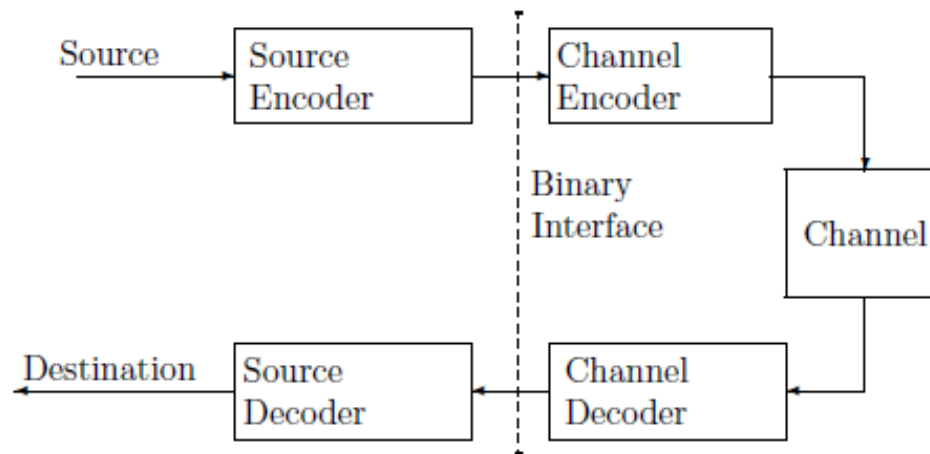 Source
Source
Encoder
Channel
Encoder
Binary
Interface
Channel
Destination
Source
Decoder
Channel
Decoder